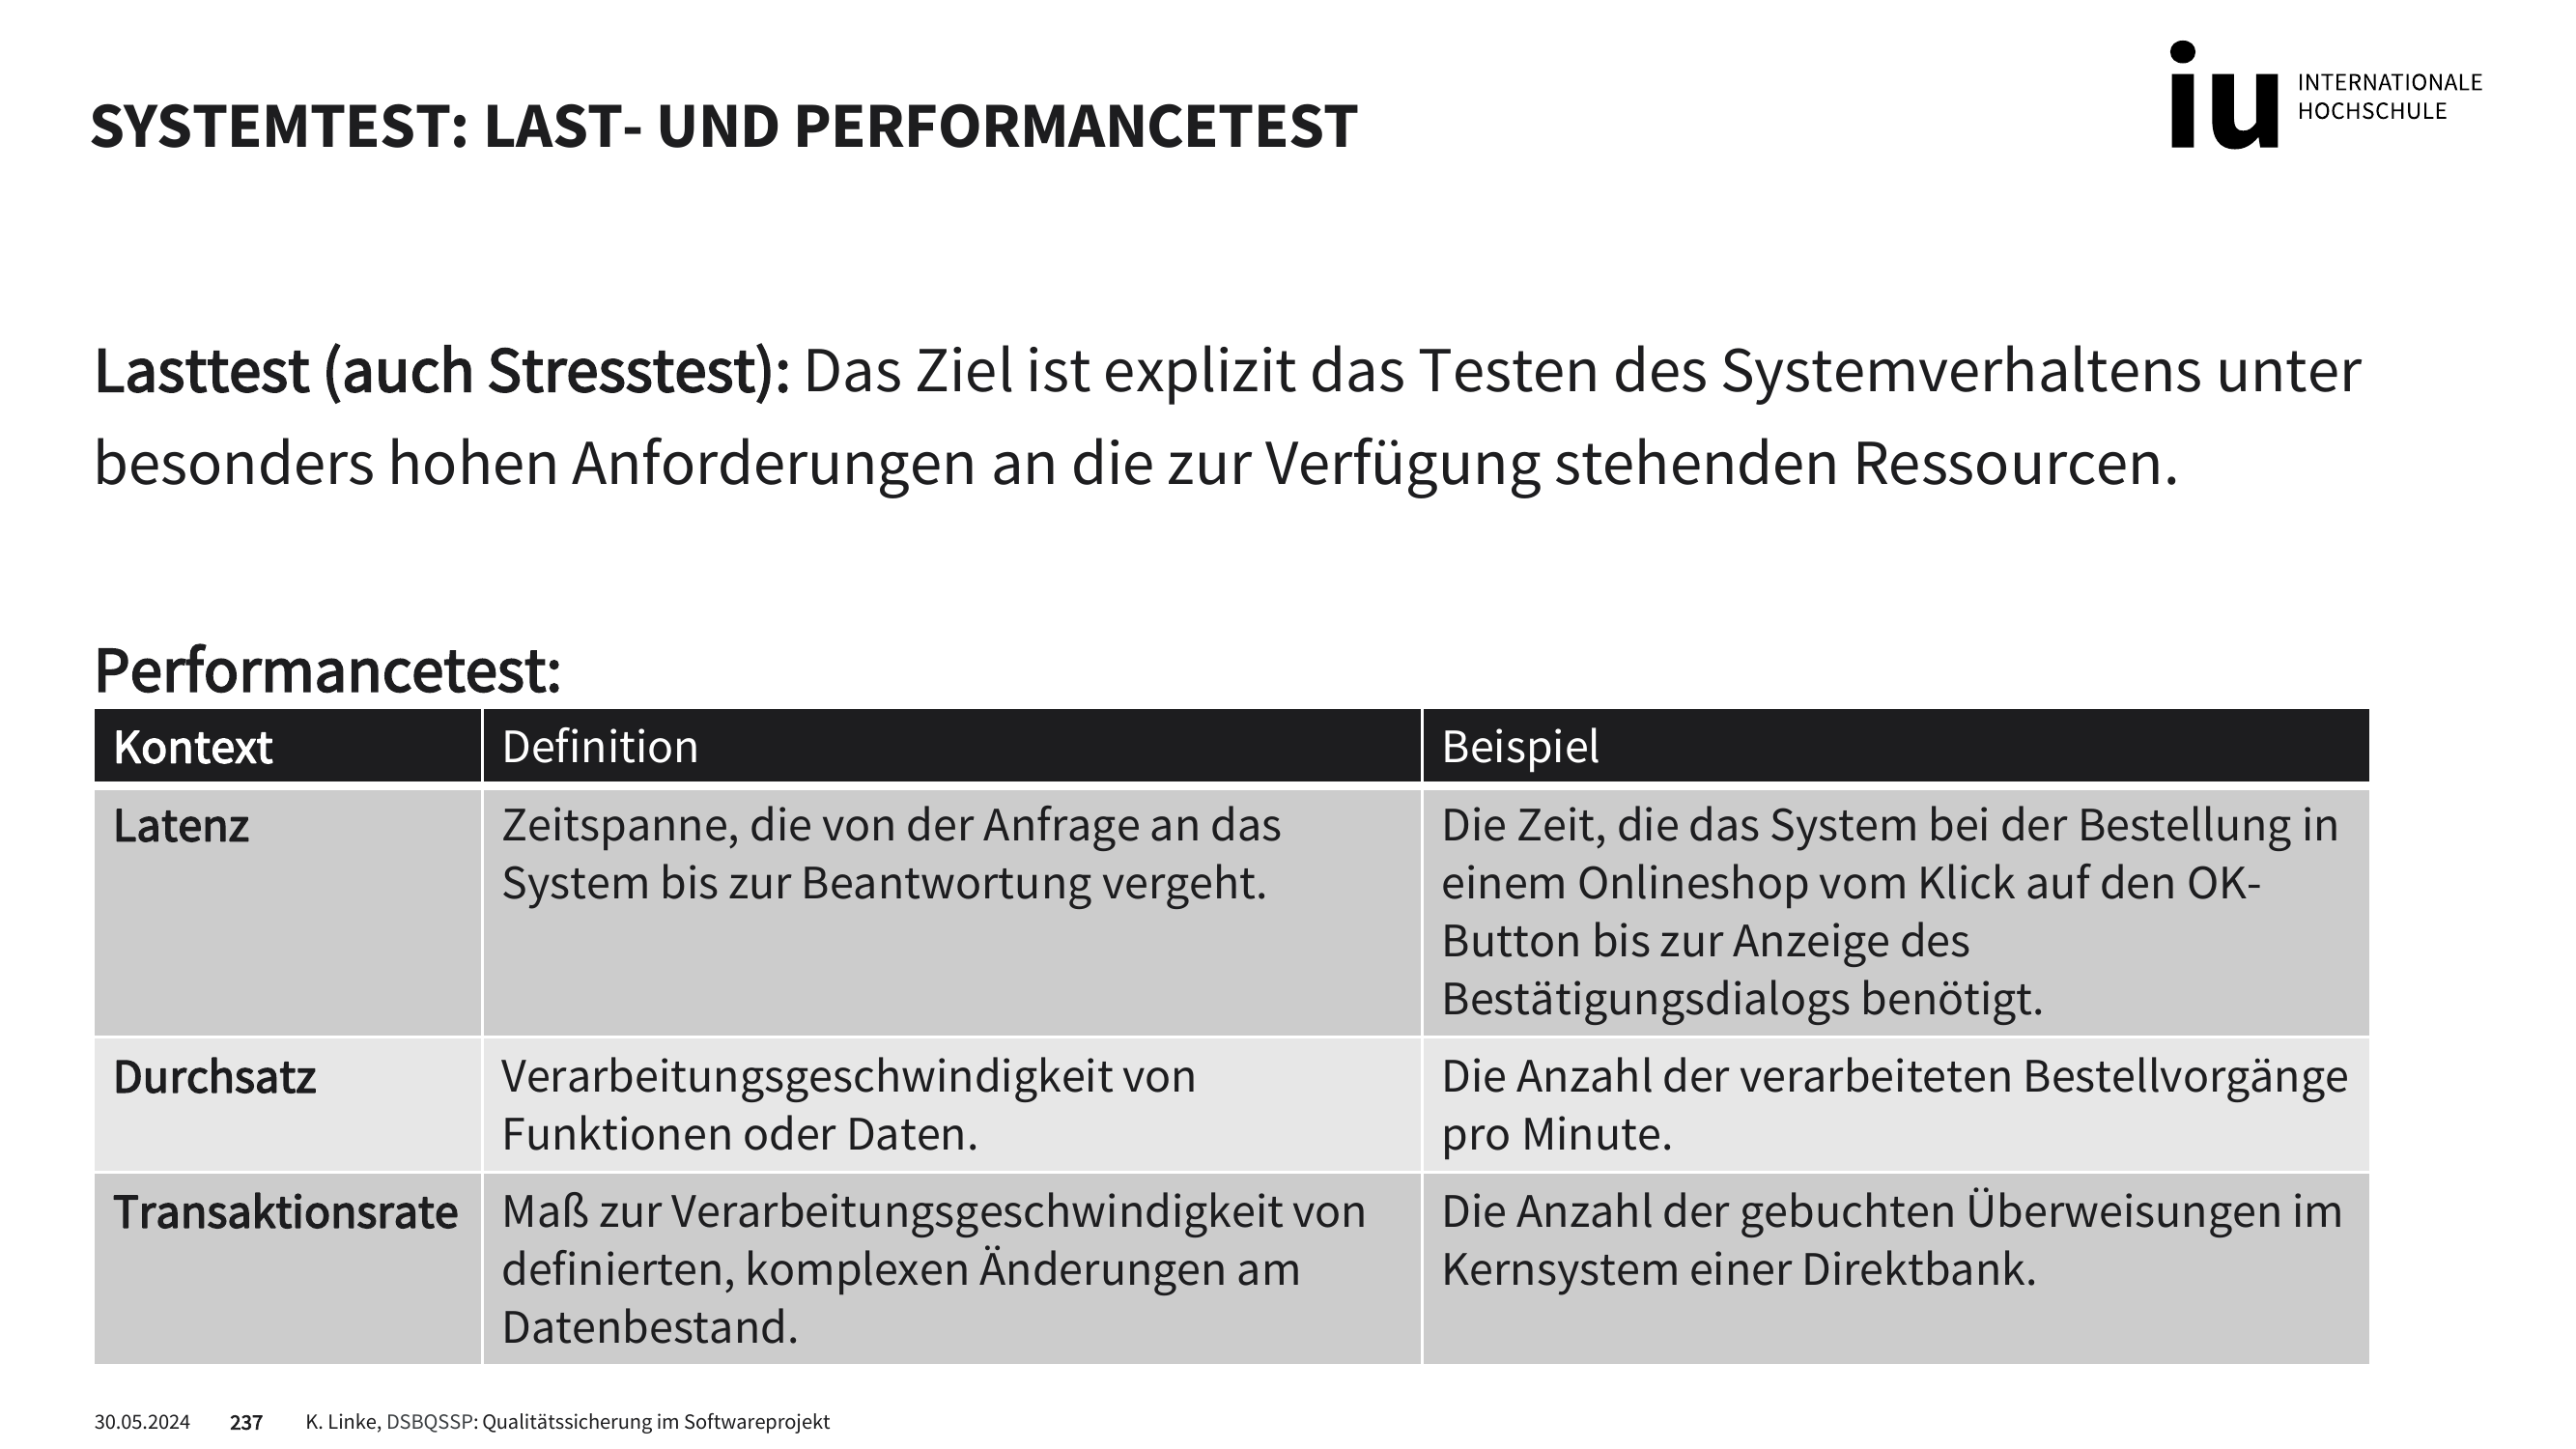 SYSTEMTEST: LAST- UND PERFORMANCETEST
iu INTERNATIONALE
HOCHSCHULE
Lasttest (auch Stresstest): Das Ziel ist explizit das Testen des Systemverhaltens unter
besonders hohen Anforderungen an die zur Verfügung stehenden Ressourcen.
Performancetest:
Kontext Definition Beispiel
Latenz Zeitspanne, die von der Anfrage an das Die Zeit, die das System bei der Bestellung in
System bis zur Beantwortung vergeht. einem Onlineshop vom Klick auf den OK-
Button bis zur Anzeige des
Bestätigungsdialogs benötigt.
Durchsatz Verarbeitungsgeschwindigkeit von Die Anzahl der verarbeiteten Bestellvorgänge
Funktionen oder Daten. pro Minute.
Transaktionsrate Maß zur Verarbeitungsgeschwindigkeit von Die Anzahl der gebuchten Überweisungen im
definierten, komplexen Änderungen am Kernsystem einer Direktbank.
Datenbestand.
30.05.2024 237 K. Linke, DSBQSSP: Qualitätssicherung im Softwareprojekt